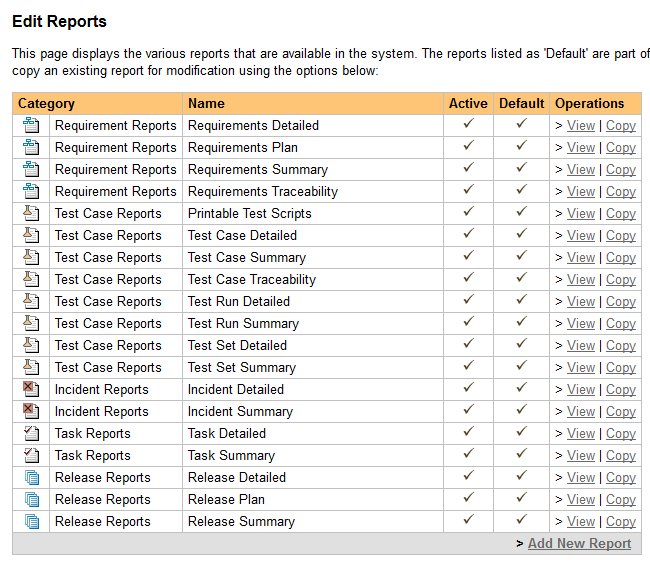 Edit Reports
This page displays the various reports that are available in the system. The reports listed as 'Default' are part of
copy an existing report for modification using the options below:
Category Name Active Default Operations
Requirement Reports Requirements Detailed > View | Copy
Requirement Reports Requirements Plan > View | Copy
Requirement Reports Requirements Summary > View | Copy
Requirement Reports Requirements Traceability > View | Copy
Test Case Reports Printable Test Scripts > View | Copy
Test Case Reports Test Case Detailed > View | Copy
Test Case Reports Test Case Summary > View | Copy
Test Case Reports Test Case Traceability > View | Copy
Test Case Reports Test Run Detailed > View | Copy
Test Case Reports Test Run Summary > View | Copy
Test Case Reports Test Set Detailed > View | Copy
Test Case Reports Test Set Summary > View | Copy
Incident Reports Incident Detailed > View | Copy
Incident Reports Incident Summary > View | Copy
Task Reports Task Detailed > View | Copy
Task Reports Task Summary > View | Copy
Release Reports Release Detailed > View | Copy
Release Reports Release Plan > View | Copy
Release Reports Release Summary > View | Copy
> Add New Report